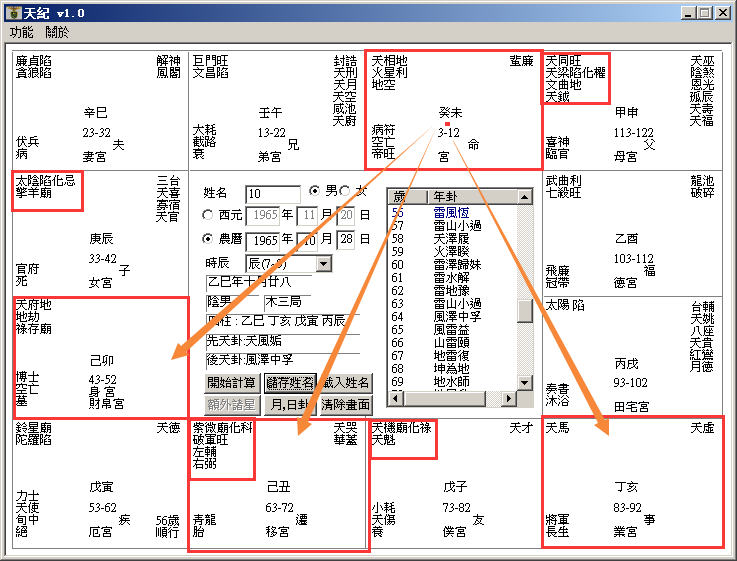 天紀 v1.0
功能 關於
廉貞陷
貪狼陷
解神
鳳閣
辛巳
伏兵
病
23-32
妻宮
夫
巨門旺
文昌陷
封誥
天刑
天月
天空
咸池
天廚
壬午
大耗
截路
衰
13-22
弟宮
兄
天相地
火星利
地空
蜚廉
癸未
病符
空亡
帝旺
3-12
宮
命
天同旺
天梁陷化權
文曲地
天鉞
天巫
陰煞
恩光
孤辰
天壽
天福
甲申
喜神
臨官
113-122
母宮
父
太陰陷化忌
擎羊廟
三台
天喜
寡宿
天官
庚辰
官府
死
33-42
女宮
子
姓名 10 男 女
西元 1965 年 11 月 20 日
農曆 1965 年 10 月 28 日
時辰 辰(7-9)
乙巳年十月廿八
陰男 木三局
四柱 : 乙巳 丁亥 戊寅 丙辰
先天卦:天風姤
後天卦:風澤中孚
開始計算 儲存姓名 載入姓名
額外諸星 月,日卦 清除畫面
歲 年卦
56 雷風恆
57 雷山小過
58 天澤履
59 火澤睽
60 雷澤歸妹
61 雷水解
62 雷地豫
63 雷山小過
64 風澤中孚
65 風雷益
66 山雷頤
67 地雷復
68 坤為地
69 地水師
武曲利
七殺旺
龍池
破碎
乙酉
飛廉
冠帶
103-112
德宮
福
天府地
地劫
祿存廟
己卯
博士
空亡
墓
43-52
身 宮
財帛宮
太陽 陷
台輔
天姚
八座
天貴
紅鸞
月德
丙戌
奏書
沐浴
93-102
田宅宮
鈴星廟
陀羅陷
天德
戊寅
力士
天使
旬中
絕
53-62
厄宮
疾
56歲
順行
紫微廟化科
破軍旺
左輔
右弼
天哭
華蓋
己丑
青龍
胎
63-72
移宮
遷
天機廟化祿
天魁
天才
戊子
小耗
天傷
養
73-82
僕宮
友
天馬
天虛
丁亥
將軍
長生
83-92
業宮
事